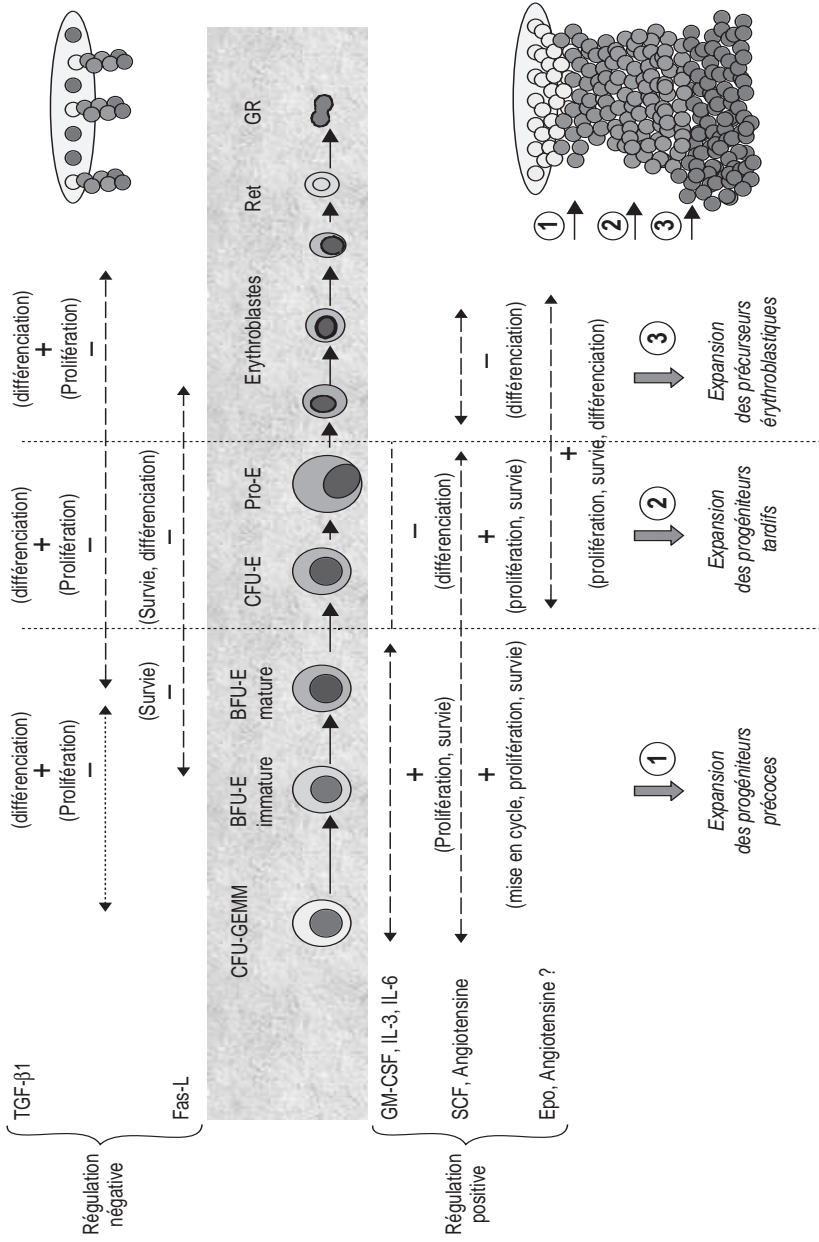 Régulation
négative
TGF-β1
(différenciation)
+
(Prolifération)
–
(différenciation)
+
(Prolifération)
–
(différenciation)
+
(Prolifération)
–
Fas-L
(Survie)
–
(Survie, différenciation)
–
CFU-GEMM
BFU-E
immature
BFU-E
mature
CFU-E
Pro-E
Erythroblastes
Ret
GR
Régulation
positive
GM-CSF, IL-3, IL-6
+
(Prolifération, survie)
–
(différenciation)
SCF, Angiotensine
+
(mise en cycle, prolifération, survie)
+
(prolifération, survie)
–
(différenciation)
Epo, Angiotensine ?
+
(prolifération, survie, différenciation)
1
Expansion
des progéniteurs
précoces
2
Expansion
des progéniteurs
tardifs
3
Expansion
des précurseurs
érythroblastiques
1
2
3